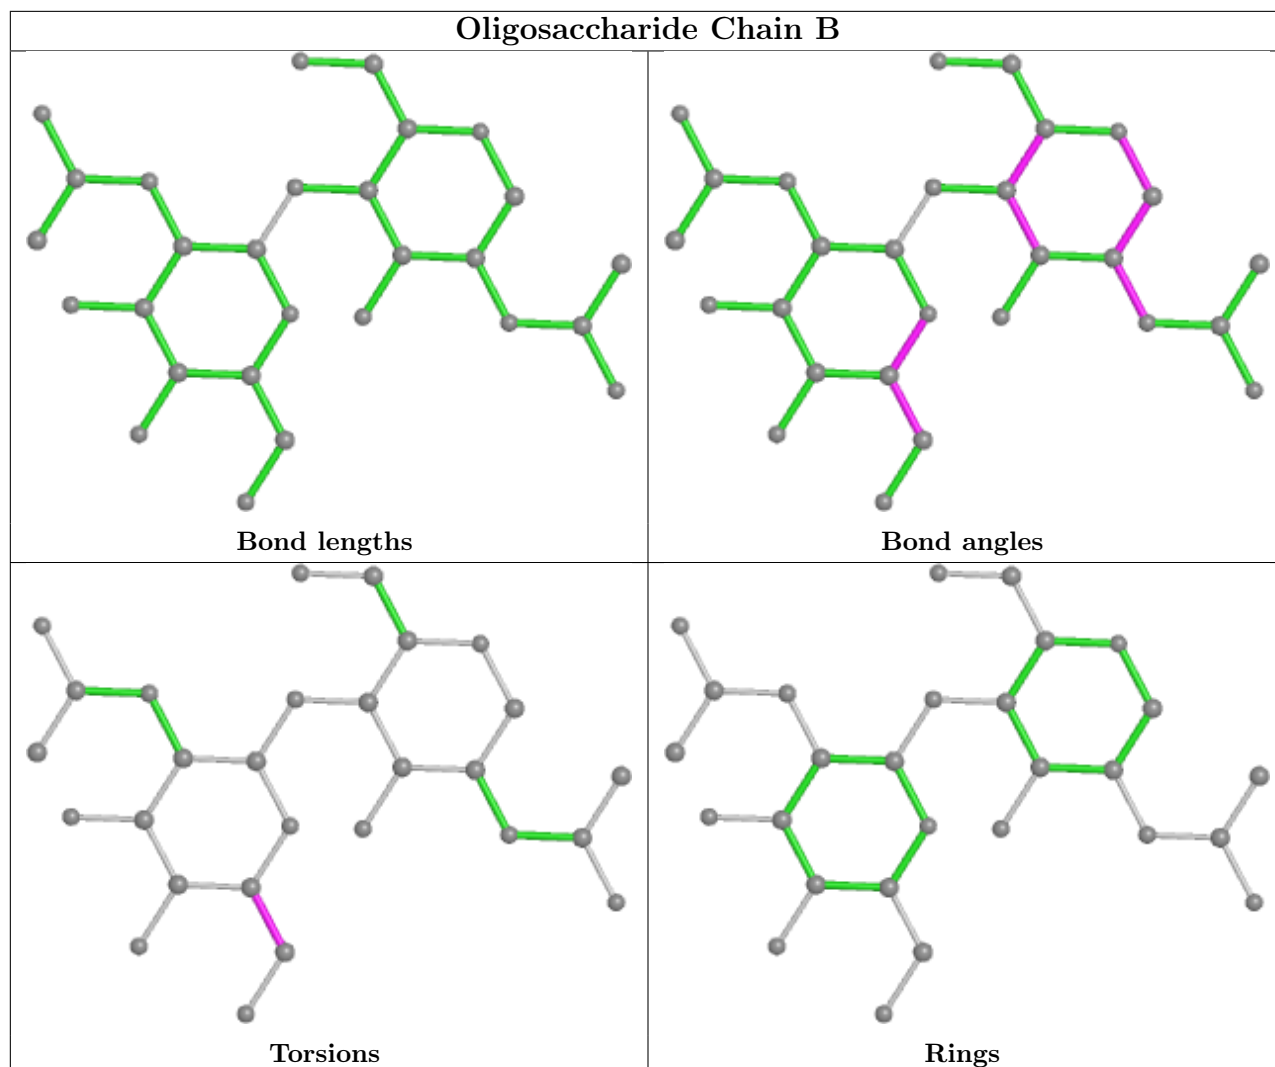 Oligosaccharide Chain B
Bond lengths
Bond angles
Torsions
Rings